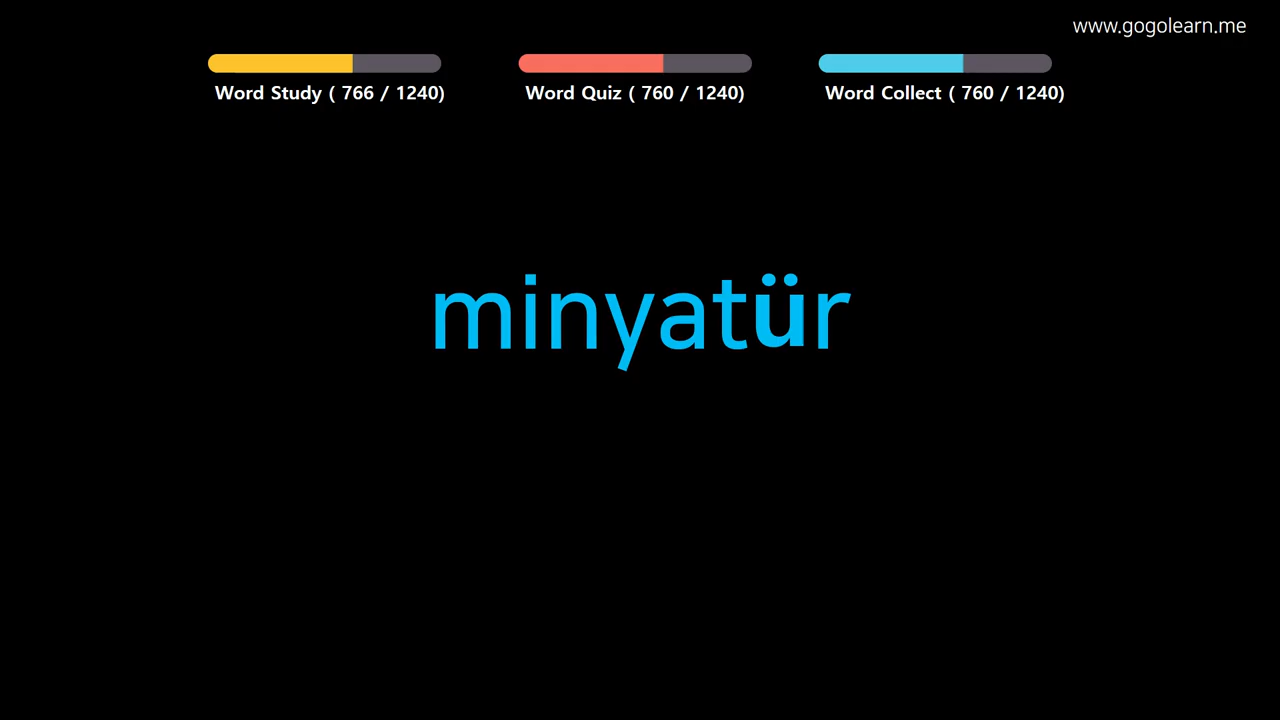 www.gogolearn.me
Word Study ( 766 / 1240)
Word Quiz ( 760 / 1240)
Word Collect ( 760 / 1240)
minyatür